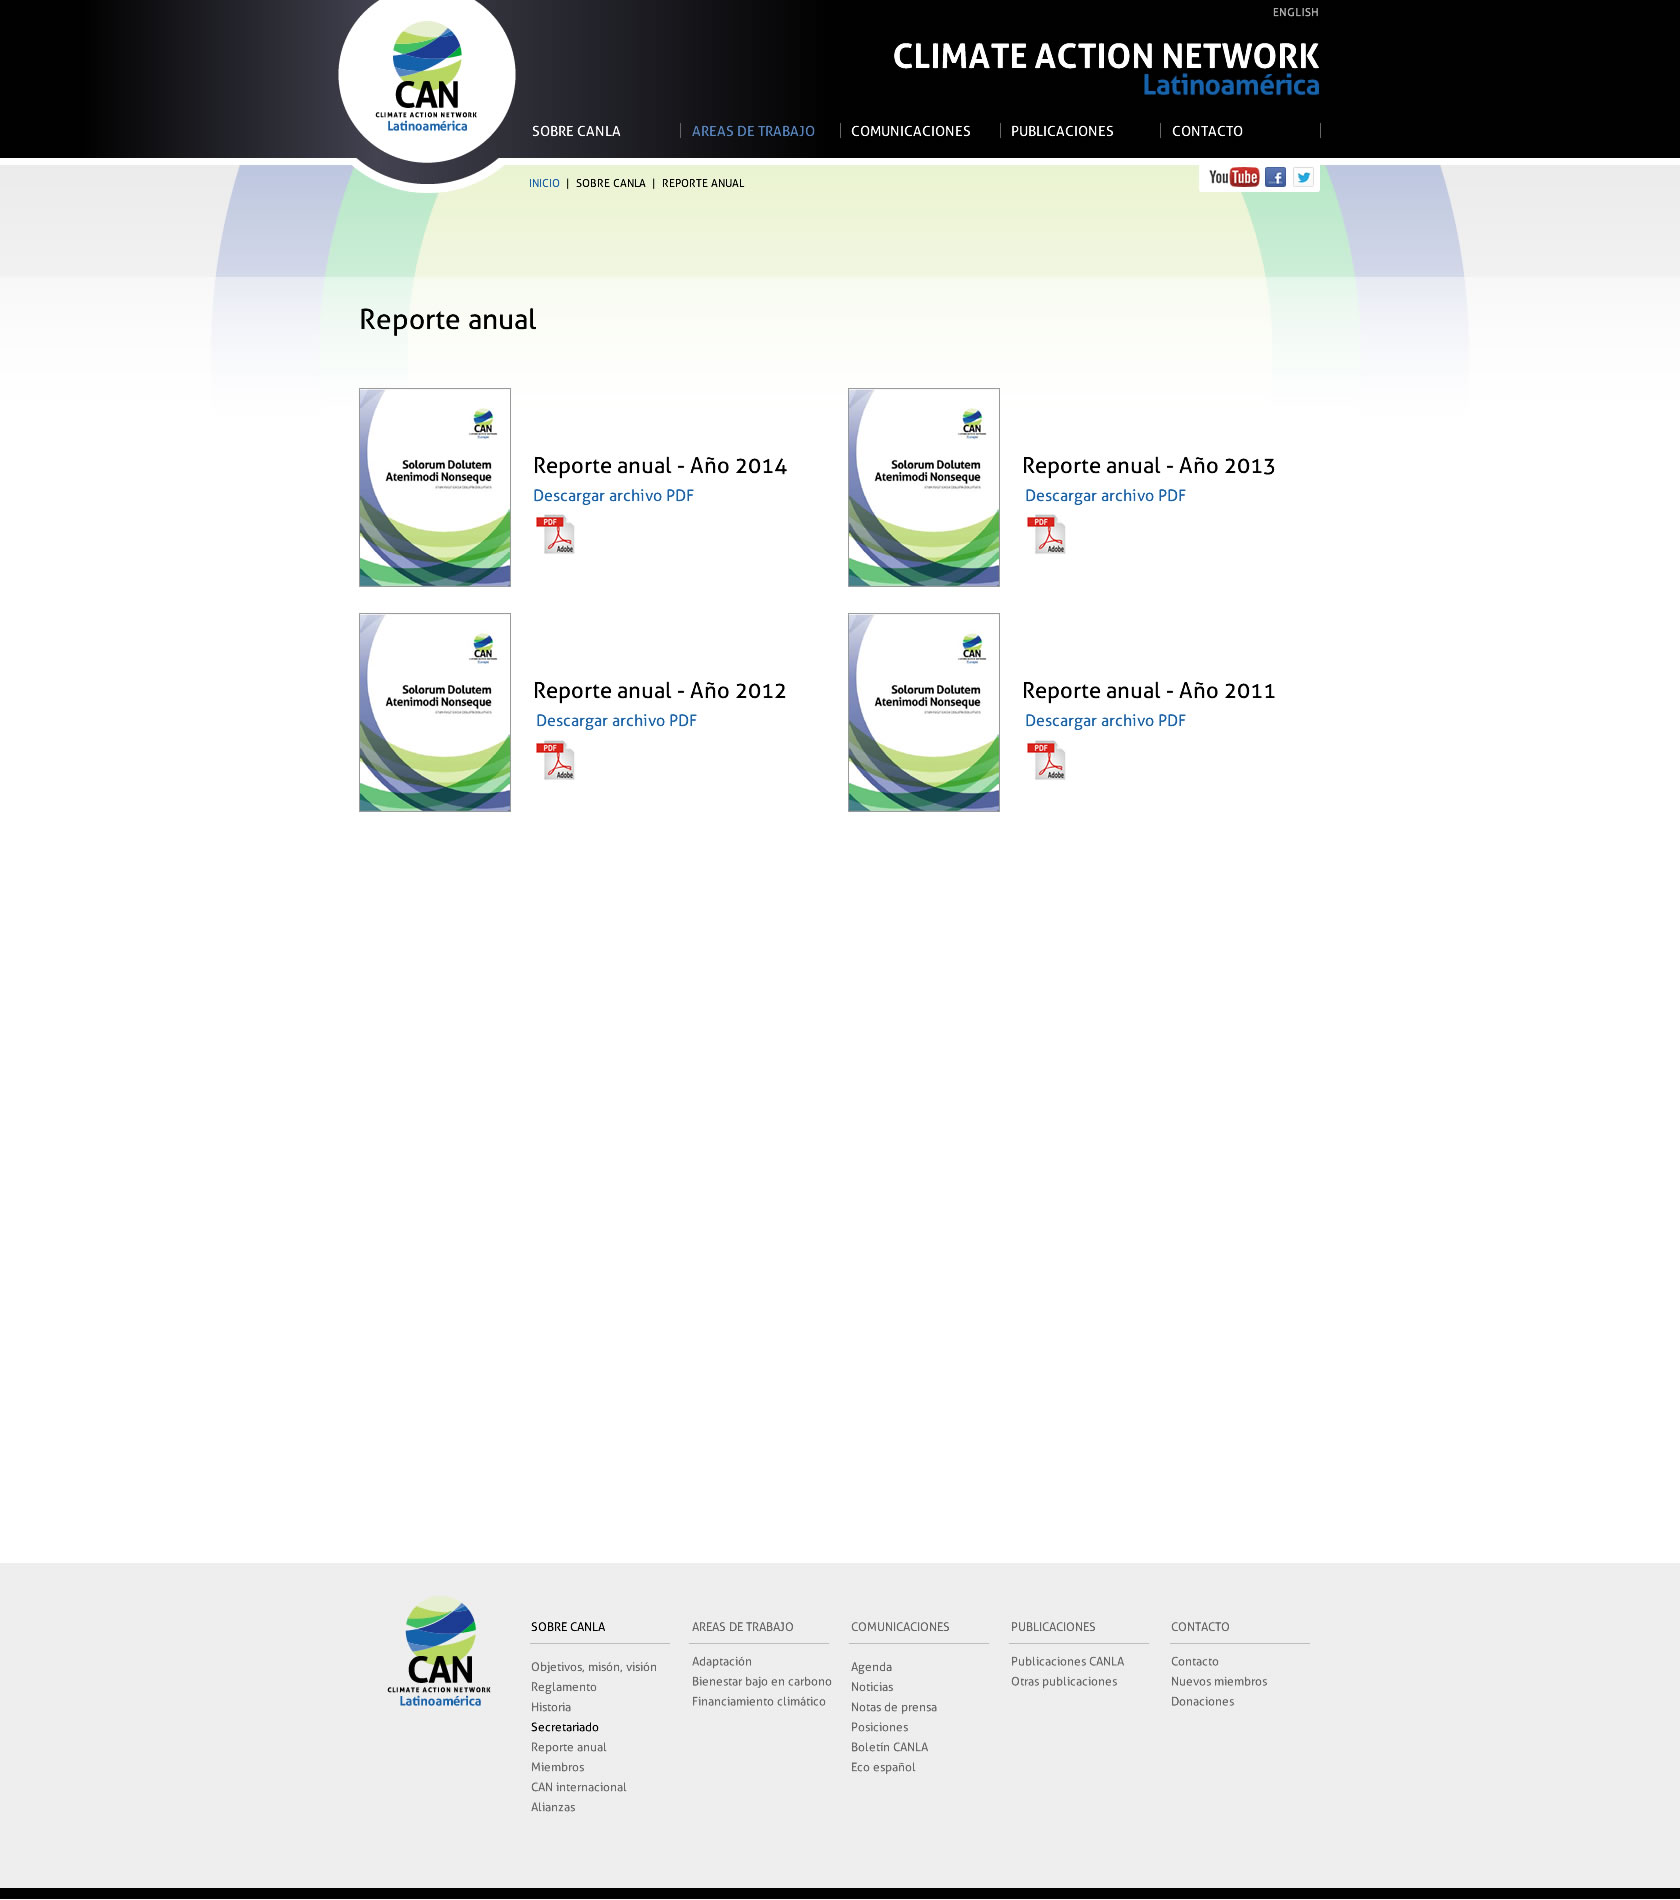 ENGLISH
CLIMATE ACTION NETWORK
Latinoamérica
CAN
CLIMATE ACTION NETWORK
Latinoamérica
SOBRE CANLA
AREAS DE TRABAJO
COMUNICACIONES
PUBLICACIONES
CONTACTO
INICIO | SOBRE CANLA | REPORTE ANUAL
YouTube
Reporte anual
CAN
Solorum Dolutem
Atenimodi Nonseque
Reporte anual - Año 2014
Descargar archivo PDF
PDF
Adobe
CAN
Solorum Dolutem
Atenimodi Nonseque
Reporte anual - Año 2013
Descargar archivo PDF
PDF
Adobe
CAN
Solorum Dolutem
Atenimodi Nonseque
Reporte anual - Año 2012
Descargar archivo PDF
PDF
Adobe
CAN
Solorum Dolutem
Atenimodi Nonseque
Reporte anual - Año 2011
Descargar archivo PDF
PDF
Adobe
CAN
CLIMATE ACTION NETWORK
Latinoamérica
SOBRE CANLA
Objetivos, misón, visión
Reglamento
Historia
Secretariado
Reporte anual
Miembros
CAN internacional
Alianzas
AREAS DE TRABAJO
Adaptación
Bienestar bajo en carbono
Financiamiento climático
COMUNICACIONES
Agenda
Noticias
Notas de prensa
Posiciones
Boletín CANLA
Eco español
PUBLICACIONES
Publicaciones CANLA
Otras publicaciones
CONTACTO
Contacto
Nuevos miembros
Donaciones